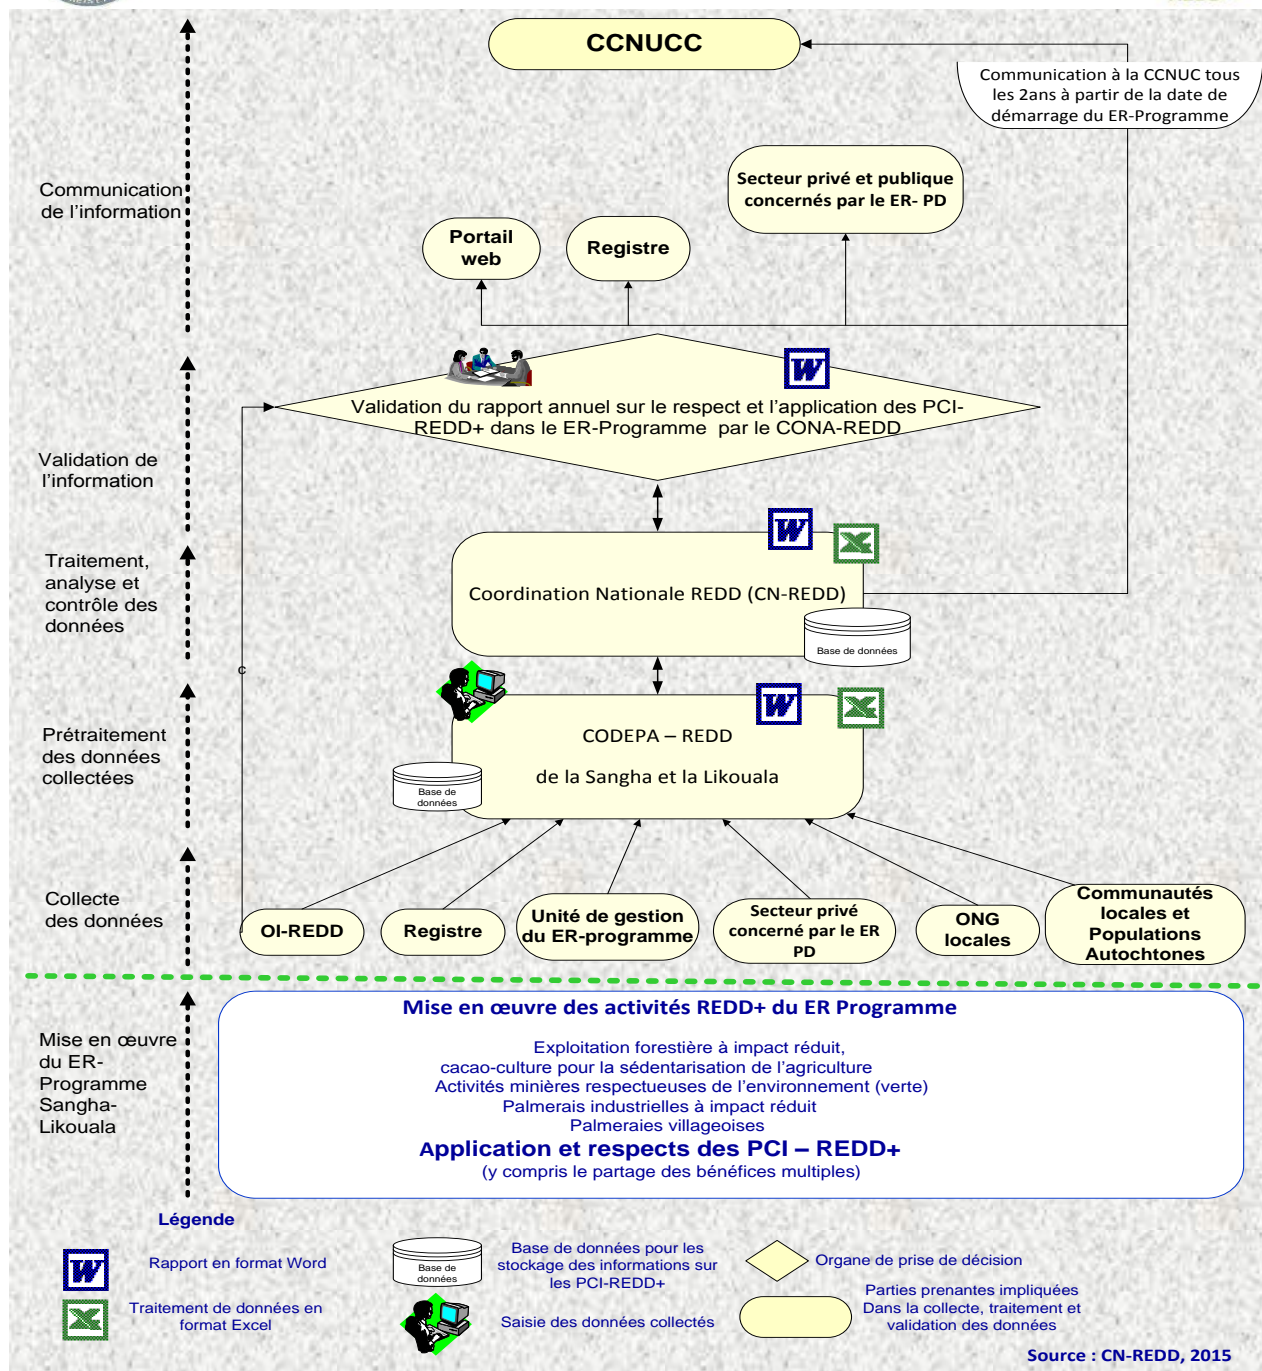 CCNUCC
Communication à la CCNUC tous
les 2ans à partir de la date de
démarrage du ER-Programme
Communication
de l'information
Secteur privé et publique
concernés par le ER- PD
Portail
web
Registre
Validation du rapport annuel sur le respect et l'application des PCI-
REDD+ dans le ER-Programme par le CONA-REDD
Validation de
l'information
Traitement,
analyse et
contrôle des
données
Coordination Nationale REDD (CN-REDD)
Base de données
c
Prétraitement
des données
collectées
CODEPA – REDD
de la Sangha et la Likouala
Base de
données
Collecte
des données
OI-REDD
Registre
Unité de gestion
du ER-programme
Secteur privé
concerné par le ER
PD
ONG
locales
Communautés
locales et
Populations
Autochtones
Mise en œuvre
du ER-
Programme
Sangha-
Likouala
Mise en œuvre des activités REDD+ du ER Programme
Exploitation forestière à impact réduit,
cacao-culture pour la sédentarisation de l'agriculture
Activités minières respectueuses de l'environnement (verte)
Palmerais industrielles à impact réduit
Palmeraies villageoises
Application et respects des PCI – REDD+
(y compris le partage des bénéfices multiples)
Légende
W
Rapport en format Word
Traitement de données en
format Excel
Base de
données
Base de données pour les
stockage des informations sur
les PCI-REDD+
Saisie des données collectés
Organe de prise de décision
Parties prenantes impliquées
Dans la collecte, traitement et
validation des données
Source : CN-REDD, 2015